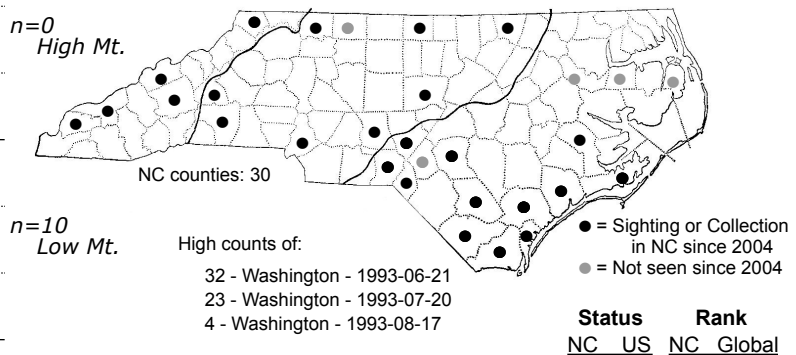 n=0
High Mt.
NC counties: 30
n=10
Low Mt.
High counts of:
32 - Washington - 1993-06-21
23 - Washington - 1993-07-20
4 - Washington - 1993-08-17
● = Sighting or Collection
in NC since 2004
● = Not seen since 2004
Status Rank
NC US NC Global